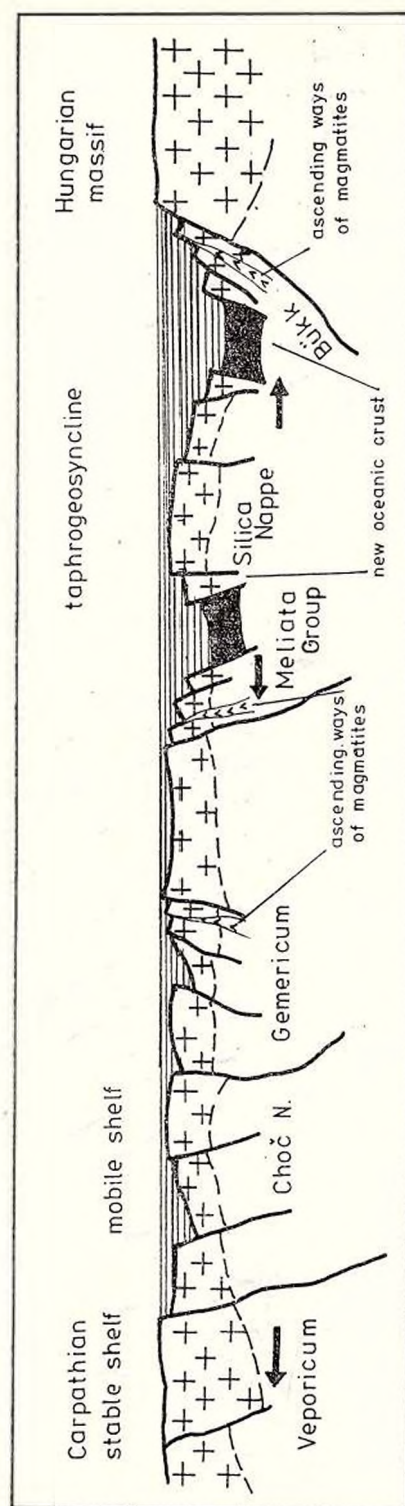 Carpathian
stable shelf
mobile shelf
taphrogeosyncline
Hungarian
massif
Veporicum
Choč N.
Gemericum
ascending ways
of magmatites
Meliata
Group
Silica
Nappe
new oceanic crust
Bükk
ascending ways
of magmatites